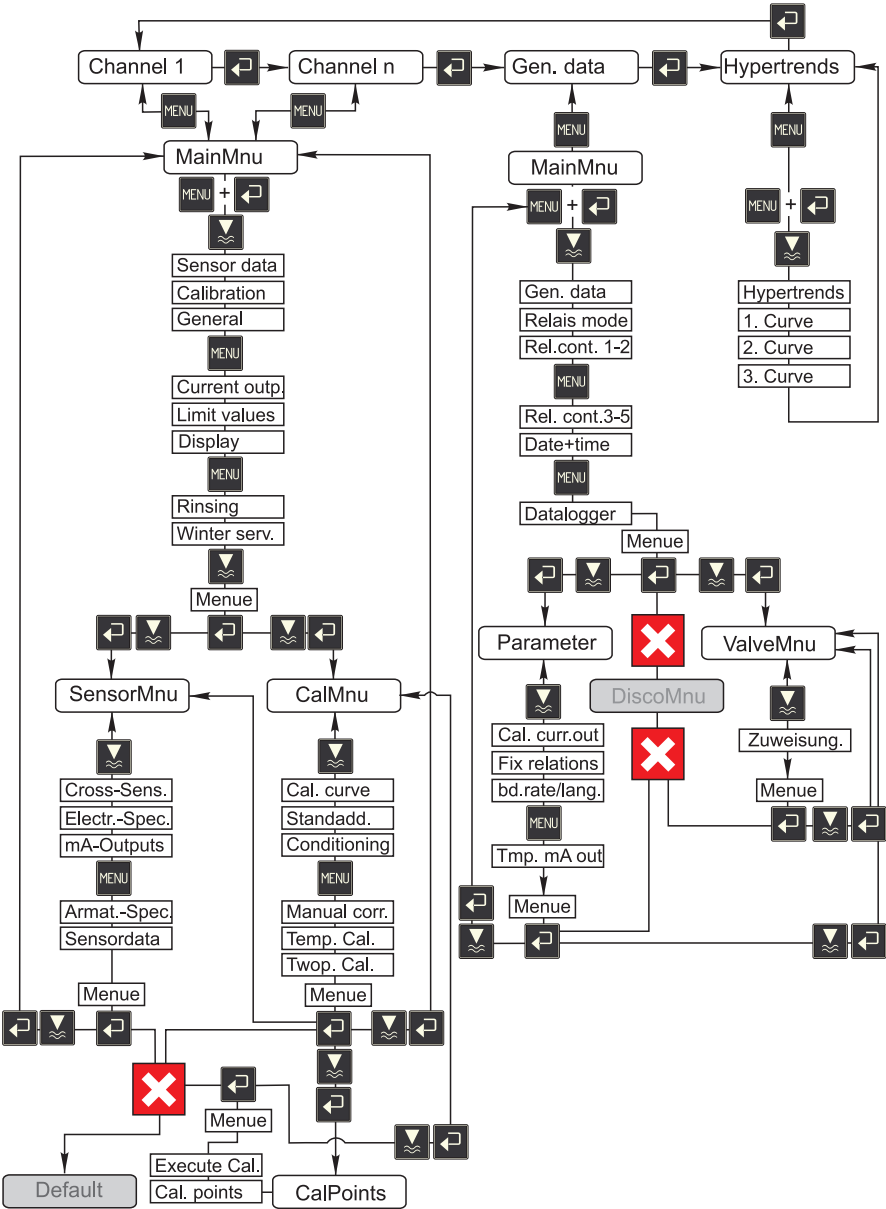 Channel 1
Channel n
Gen. data
Hypertrends
MENU
MENU
MENU
MENU
MainMnu
MENU +
Sensor data
Calibration
General
MENU
Current outp.
Limit values
Display
MENU
Rinsing
Winter serv.
Menue
MainMnu
MENU +
Gen. data
Relais mode
Rel.cont. 1-2
MENU
Rel. cont.3-5
Date+time
MENU
Datalogger
Menue
MENU +
Hypertrends
1. Curve
2. Curve
3. Curve
SensorMnu
Cross-Sens.
Electr.-Spec.
mA-Outputs
MENU
Armat.-Spec.
Sensordata
Menue
CalMnu
Cal. curve
Standadd.
Conditioning
MENU
Manual corr.
Temp. Cal.
Twop. Cal.
Menue
Parameter
Cal. curr.out
Fix relations
bd.rate/lang.
MENU
Tmp. mA out
Menue
DiscoMnu
ValveMnu
Zuweisung.
Menue
Menue
Execute Cal.
Cal. points
Default
CalPoints